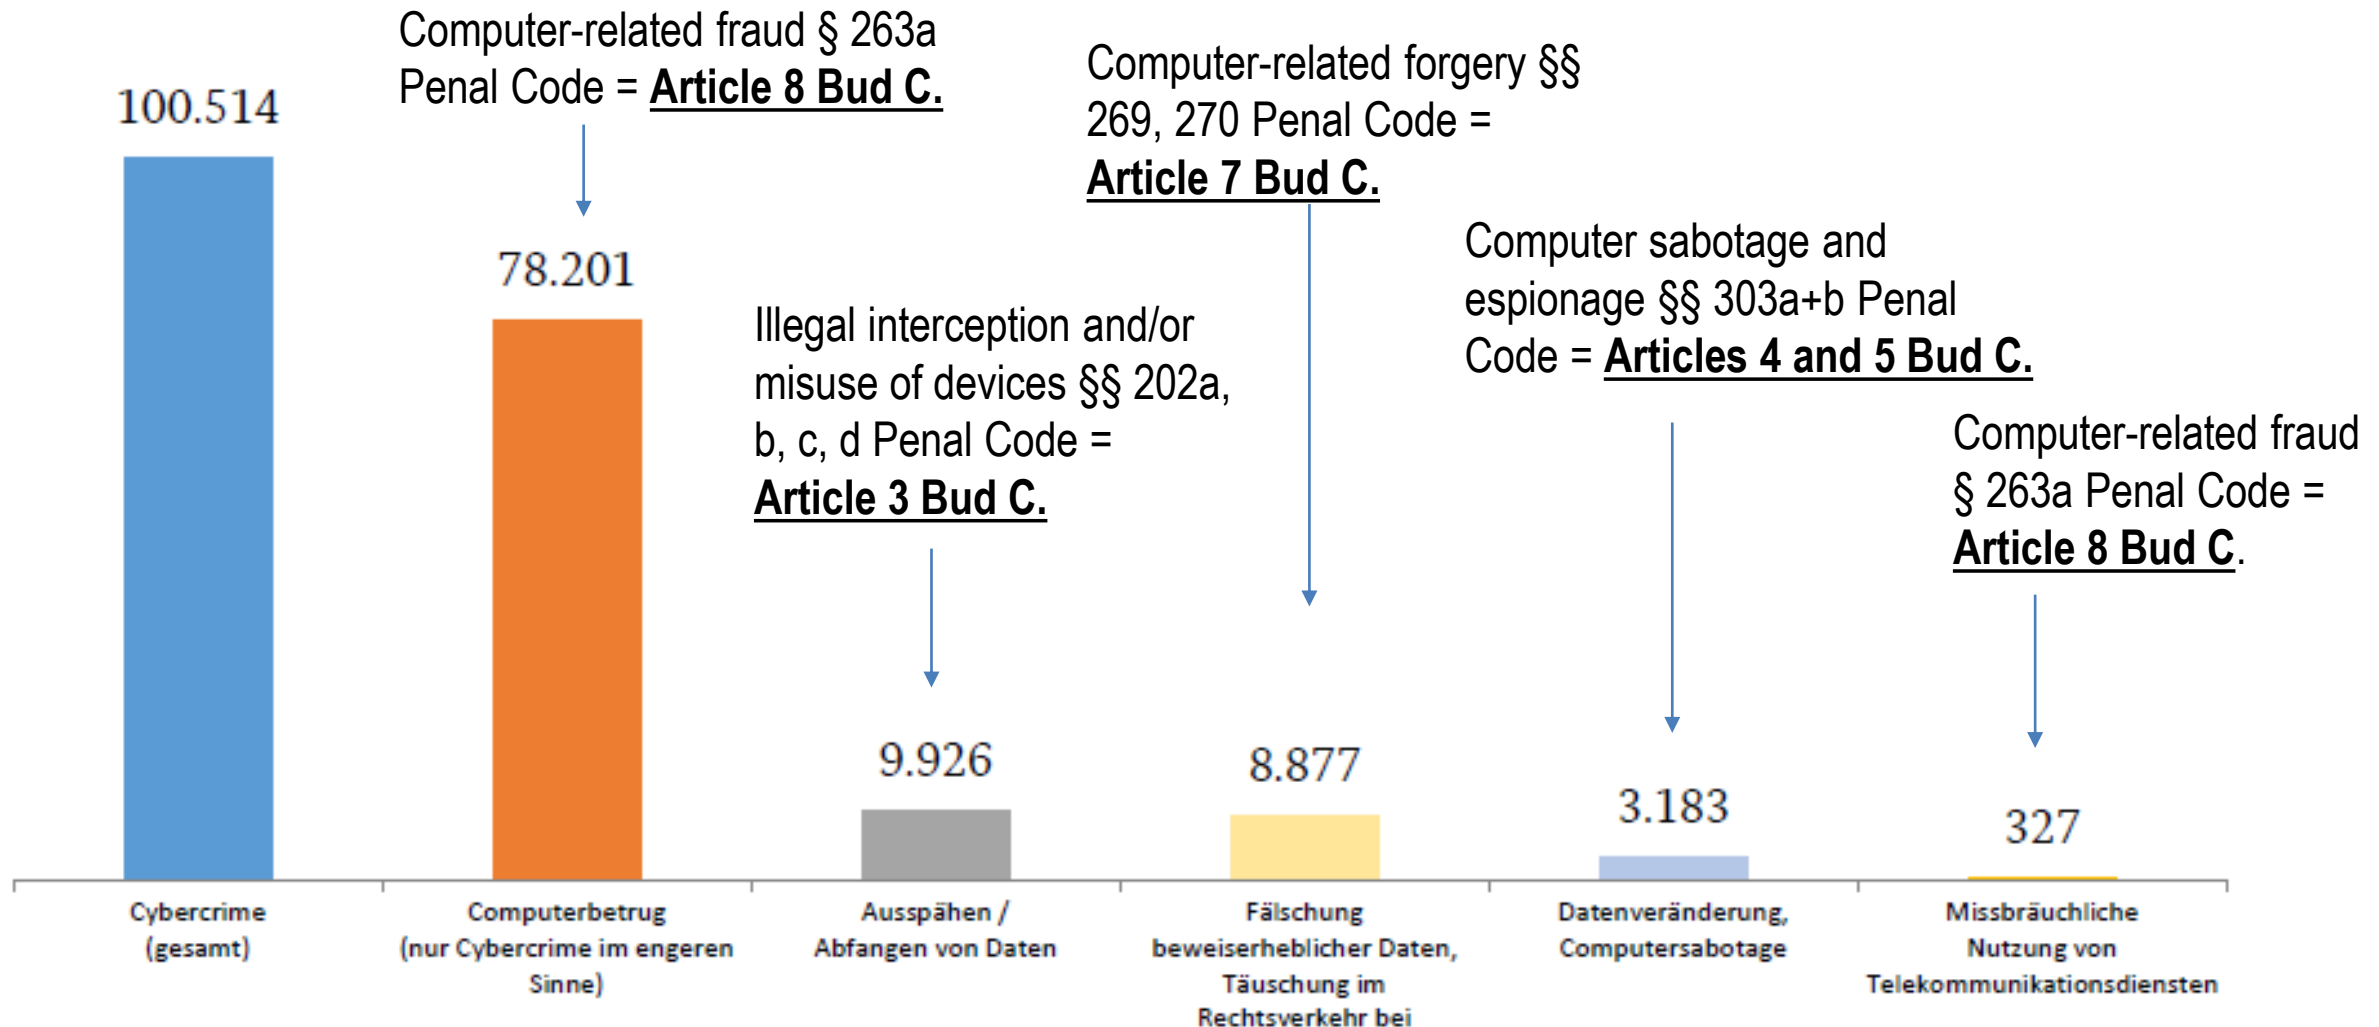 Computer-related fraud § 263a
Penal Code = Article 8 Bud C.
Computer-related forgery §§
269, 270 Penal Code =
Article 7 Bud C.
Computer sabotage and
espionage §§ 303a+b Penal
Code = Articles 4 and 5 Bud C.
Illegal interception and/or
misuse of devices §§ 202a,
b, c, d Penal Code =
Article 3 Bud C.
Computer-related fraud
§ 263a Penal Code =
Article 8 Bud C.
100.514
78.201
9.926
8.877
3.183
327
Cybercrime
(gesamt)
Computerbetrug
(nur Cybercrime im engeren
Sinne)
Ausspähen /
Abfangen von Daten
Fälschung
beweiserheblicher Daten,
Täuschung im
Rechtsverkehr bei
Datenveränderung,
Computersabotage
Missbräuchliche
Nutzung von
Telekommunikationsdiensten